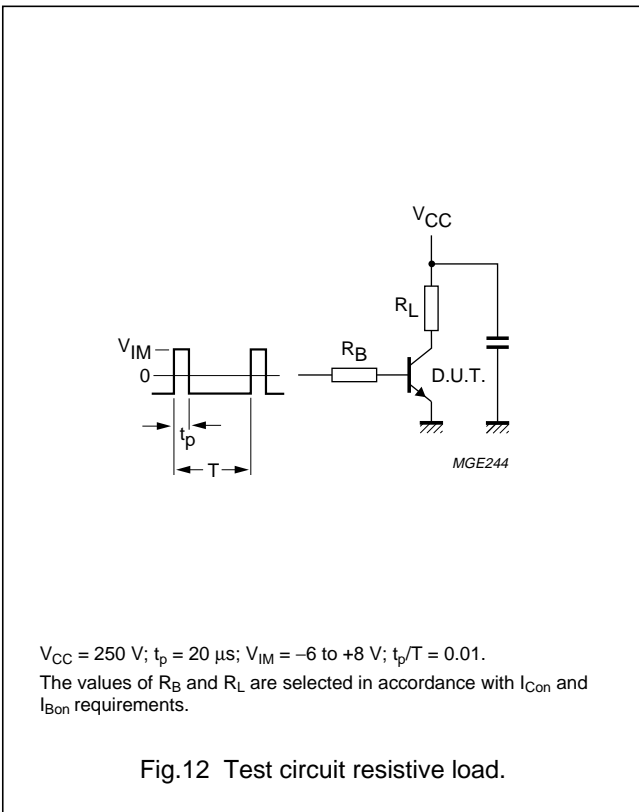 V_CC
R_L
V_IM
R_B
0
D.U.T.
t_p
T
MGE244
V_CC = 250 V; t_p = 20 μs; V_IM = −6 to +8 V; t_p/T = 0.01.
The values of R_B and R_L are selected in accordance with I_Con and
I_Bon requirements.
Fig.12 Test circuit resistive load.